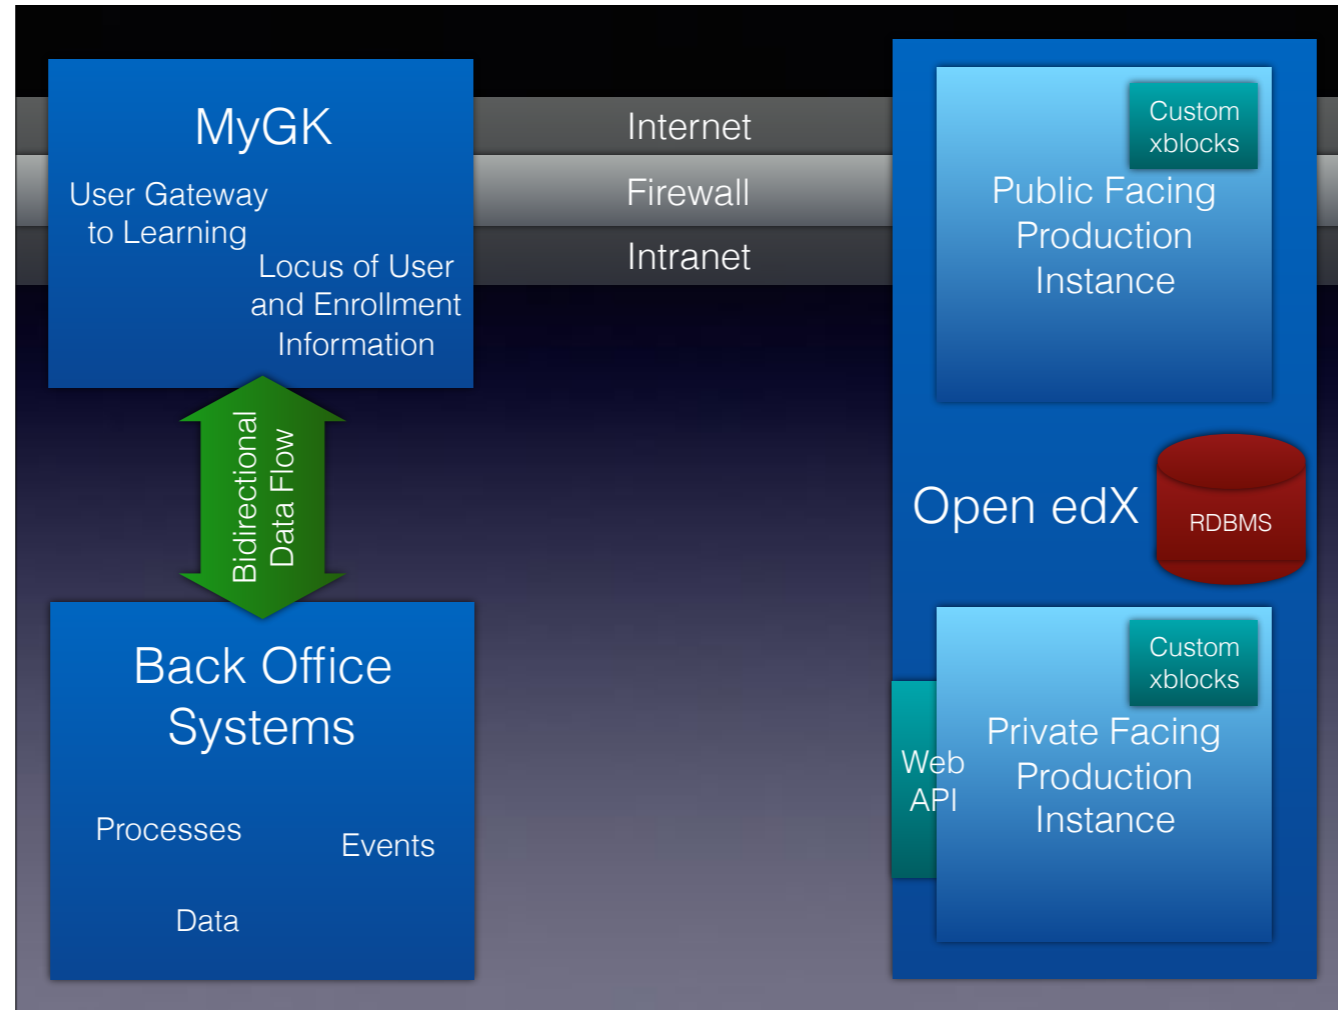 MyGK
User Gateway
to Learning
Locus of User
and Enrollment
Information
Internet
Firewall
Intranet
Bidirectional
Data Flow
Back Office
Systems
Processes
Events
Data
Custom
xblocks
Public Facing
Production
Instance
Open edX
RDBMS
Custom
xblocks
Private Facing
Production
Instance
Web
API